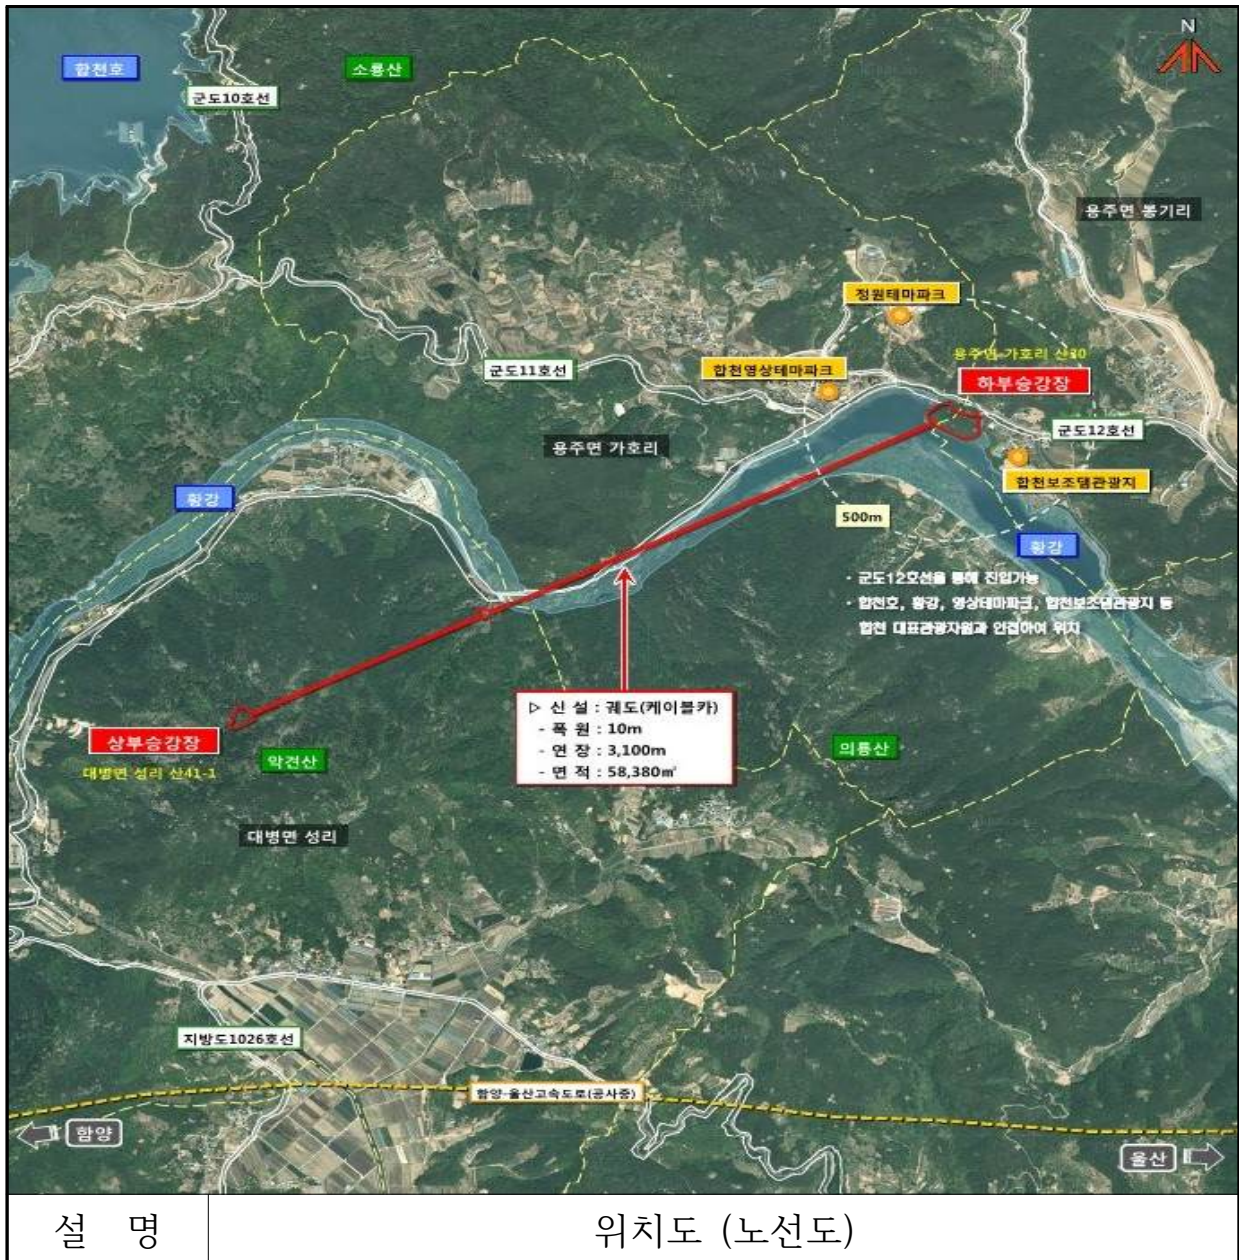 N
합천호
소룡산
군도10호선
용주면 봉기리
정원테마파크
용주면 가호리 산80
합천영상테마파크
하부승강장
군도11호선
군도12호선
용주면 가호리
합천보조댐관광지
황강
500m
황강
· 군도12호선을 통해 진입가능
· 합천호, 황강, 영상테마파크, 합천보조댐관광지 등
합천 대표관광자원과 인접하여 위치
▷ 신 설 : 궤도(케이블카)
- 폭 원 : 10m
- 연 장 : 3,100m
- 면 적 : 58,380㎡
상부승강장
대병면 성리 산41-1
악견산
의룡산
대병면 성리
지방도1026호선
함양-울산고속도로(공사중)
함양
울산
설 명
위치도 (노선도)